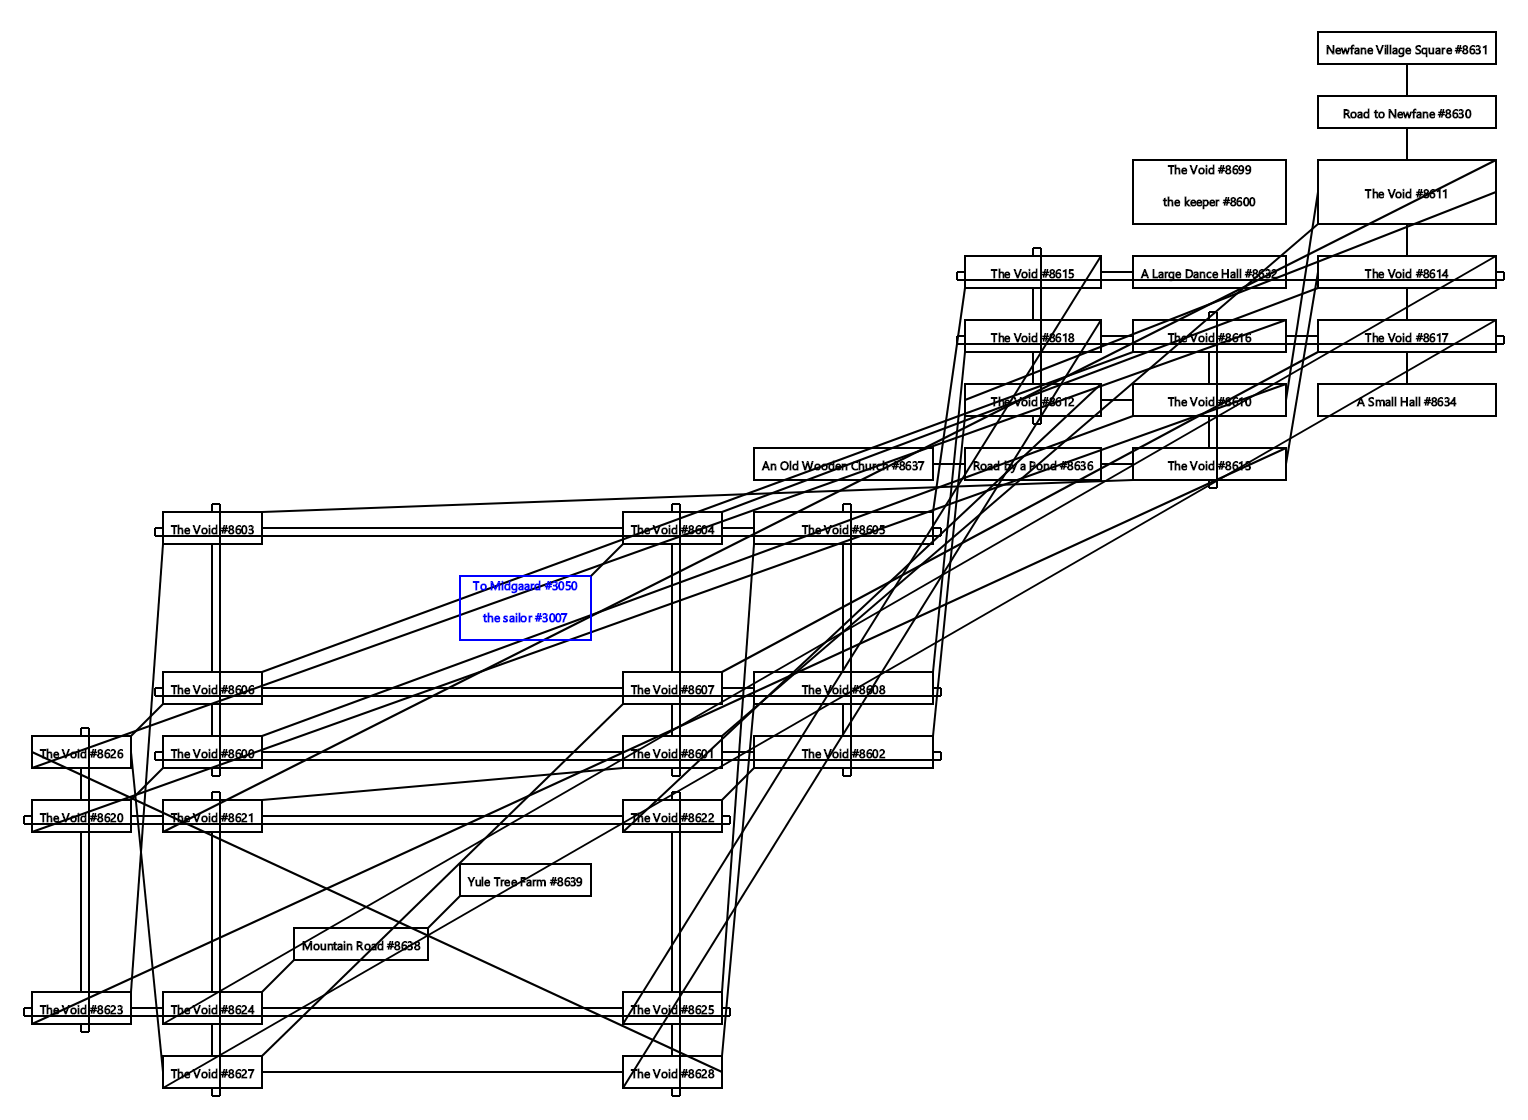 Newfane Village Square #8631
Road to Newfane #8630
The Void #8699
the keeper #8600
The Void #8611
The Void #8615
A Large Dance Hall #8632
The Void #8614
The Void #8618
The Void #8616
The Void #8617
The Void #8612
The Void #8610
A Small Hall #8634
An Old Wooden Church #8637
Road by a Pond #8636
The Void #8613
The Void #8603
The Void #8604
The Void #8605
To Midgaard #3050
the sailor #3007
The Void #8606
The Void #8607
The Void #8608
The Void #8626
The Void #8600
The Void #8601
The Void #8602
The Void #8620
The Void #8621
The Void #8622
Yule Tree Farm #8639
Mountain Road #8638
The Void #8623
The Void #8624
The Void #8625
The Void #8627
The Void #8628